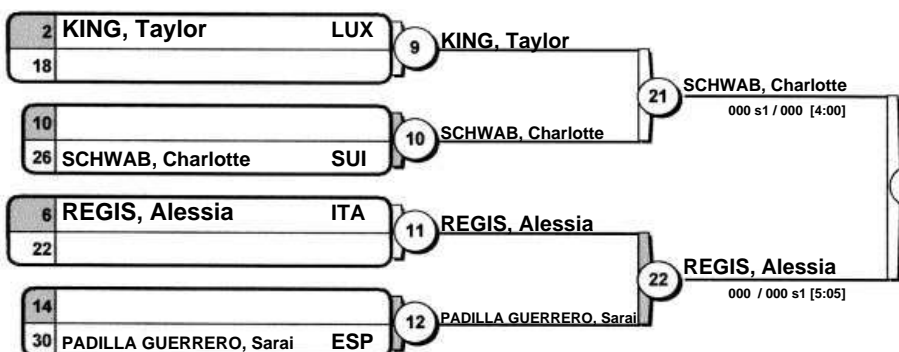 2 KING, Taylor LUX
18
9 KING, Taylor
10
26 SCHWAB, Charlotte SUI
10 SCHWAB, Charlotte
21 SCHWAB, Charlotte
000 s1 / 000 [4:00]
6 REGIS, Alessia ITA
22
11 REGIS, Alessia
14
30 PADILLA GUERRERO, Sarai ESP
12 PADILLA GUERRERO, Sarai
22 REGIS, Alessia
000 / 000 s1 [5:05]